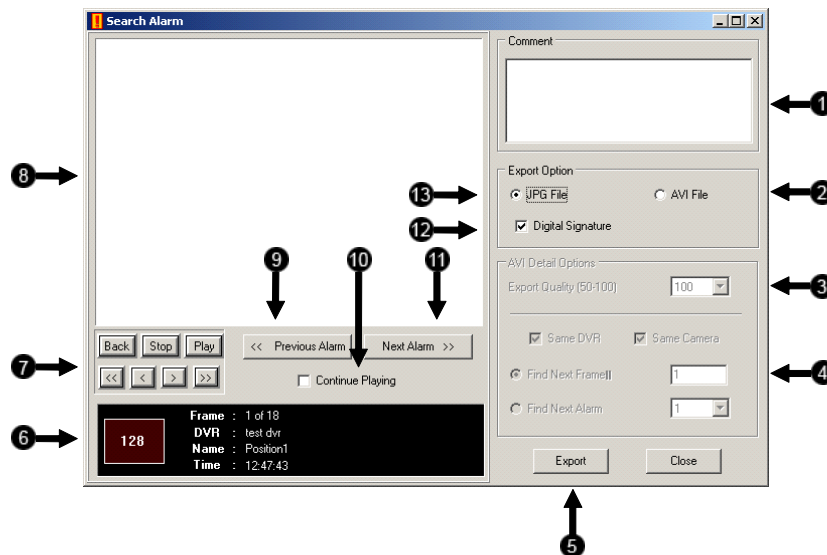 Search Alarm
Comment
1
Export Option
JPG File
AVI File
2
13
Digital Signature
12
8
AVI Detail Options
Export Quality (50-100)
100
3
Same DVR
Same Camera
Find Next Frame||
1
4
Find Next Alarm
1
Export
Close
5
9
10
11
Back
Stop
Play
<< Previous Alarm
Next Alarm >>
<<
<
>
>>
7
Continue Playing
6
128
Frame : 1 of 18
DVR : test dvr
Name : Position1
Time : 12:47:43